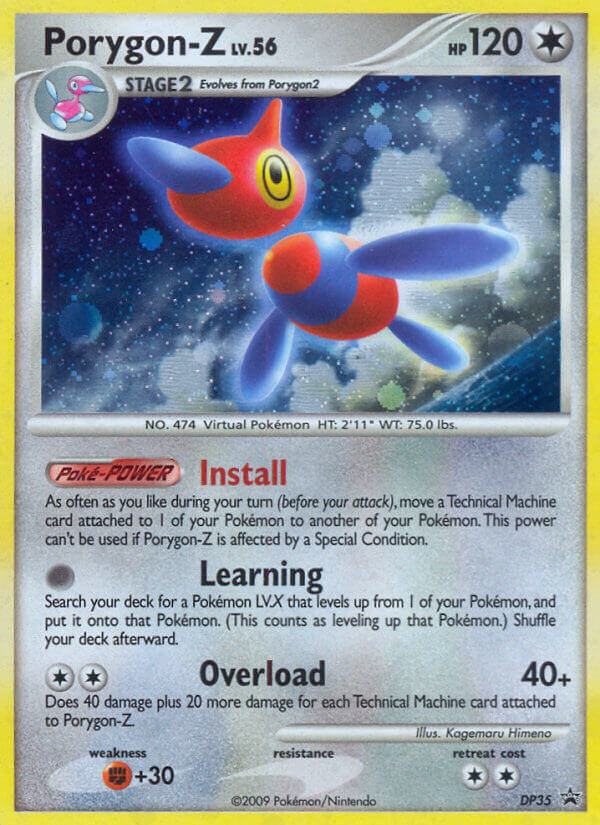 Porygon-Z LV.56 HP 120
STAGE2 Evolves from Porygon2
NO. 474 Virtual Pokémon HT: 2'11" WT: 75.0 lbs.
Poké-POWER Install
As often as you like during your turn (before your attack), move a Technical Machine
card attached to 1 of your Pokémon to another of your Pokémon. This power
can't be used if Porygon-Z is affected by a Special Condition.
Learning
Search your deck for a Pokémon LV.X that levels up from 1 of your Pokémon, and
put it onto that Pokémon. (This counts as leveling up that Pokémon.) Shuffle
your deck afterward.
Overload 40+
Does 40 damage plus 20 more damage for each Technical Machine card attached
to Porygon-Z.
Illus. Kagemaru Himeno
weakness resistance retreat cost
+30
©2009 Pokémon/Nintendo DP35